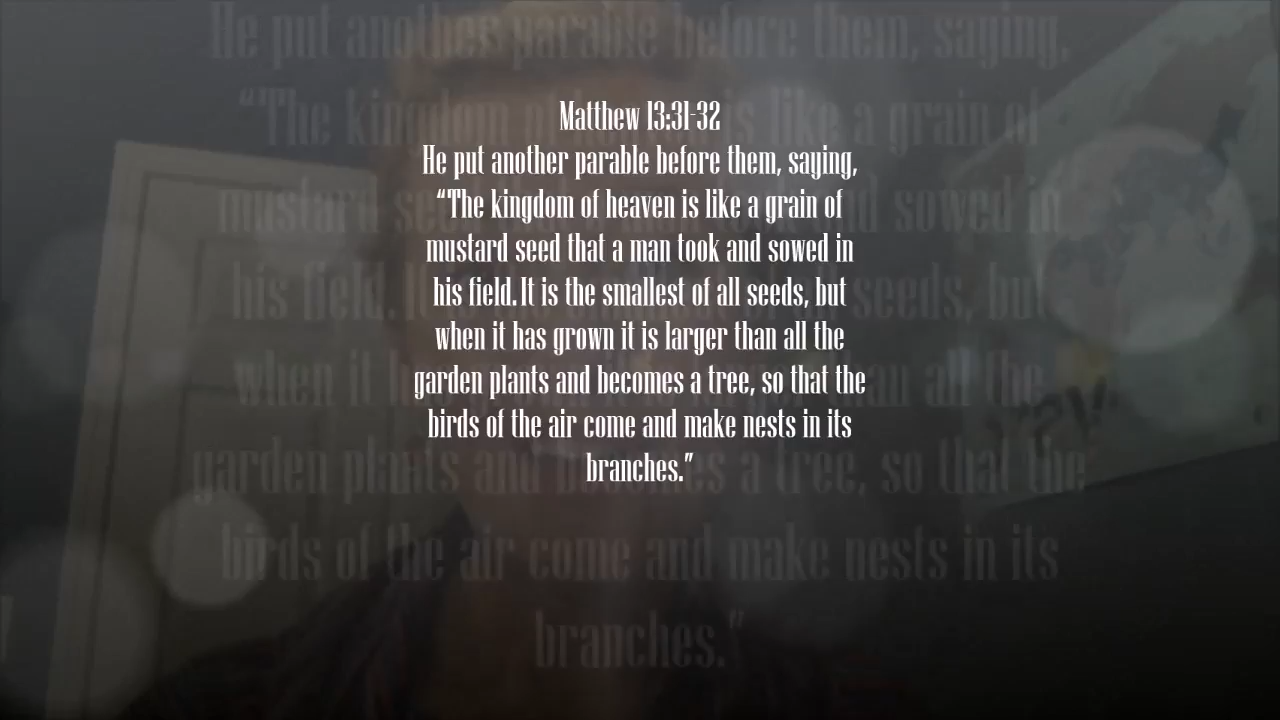 Matthew 13:31-32
He put another parable before them, saying,
“The kingdom of heaven is like a grain of
mustard seed that a man took and sowed in
his field. It is the smallest of all seeds, but
when it has grown it is larger than all the
garden plants and becomes a tree, so that the
birds of the air come and make nests in its
branches.”